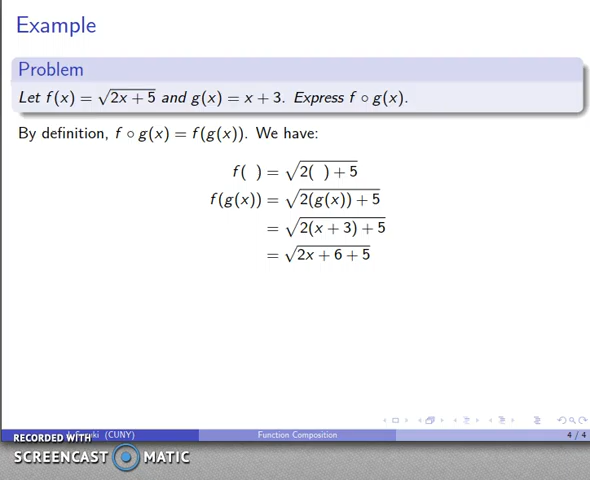 Example
Problem
Let f(x) = √(2x + 5) and g(x) = x + 3. Express f ∘ g(x).
By definition, f ∘ g(x) = f(g(x)). We have:
f( ) = √(2( ) + 5)
f(g(x)) = √(2(g(x)) + 5)
= √(2(x + 3) + 5)
= √(2x + 6 + 5)
(CUNY)
Function Composition
4 / 4
RECORDED WITH
SCREENCAST MATIC